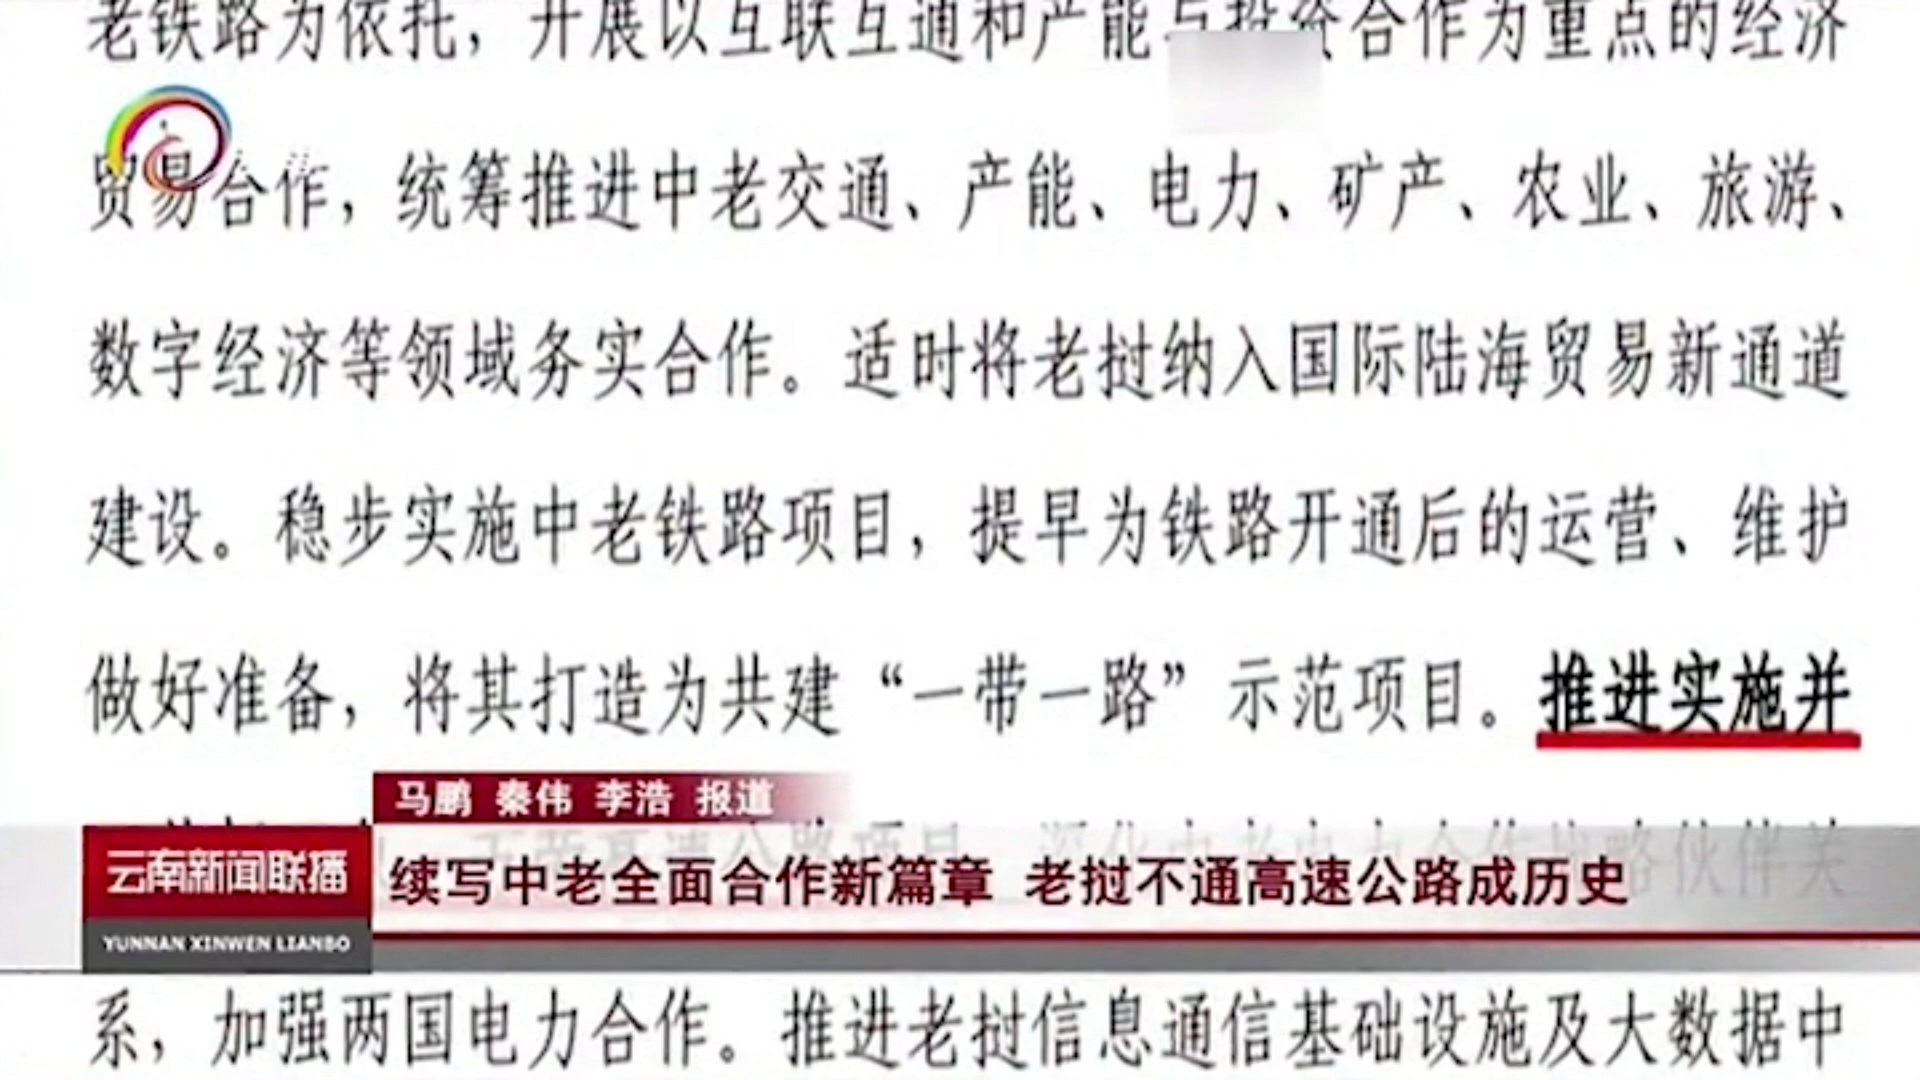 老铁路为依托，开展以互联互通和产能与投资合作为重点的经济
贸易合作，统筹推进中老交通、产能、电力、矿产、农业、旅游、
数字经济等领域务实合作。适时将老挝纳入国际陆海贸易新通道
建设。稳步实施中老铁路项目，提早为铁路开通后的运营、维护
做好准备，将其打造为共建“一带一路”示范项目。推进实施并
马鹏 秦伟 李浩 报道
云南新闻联播
YUNNAN XINWEN LIANBO
续写中老全面合作新篇章 老挝不通高速公路成历史
系，加强两国电力合作。推进老挝信息通信基础设施及大数据中